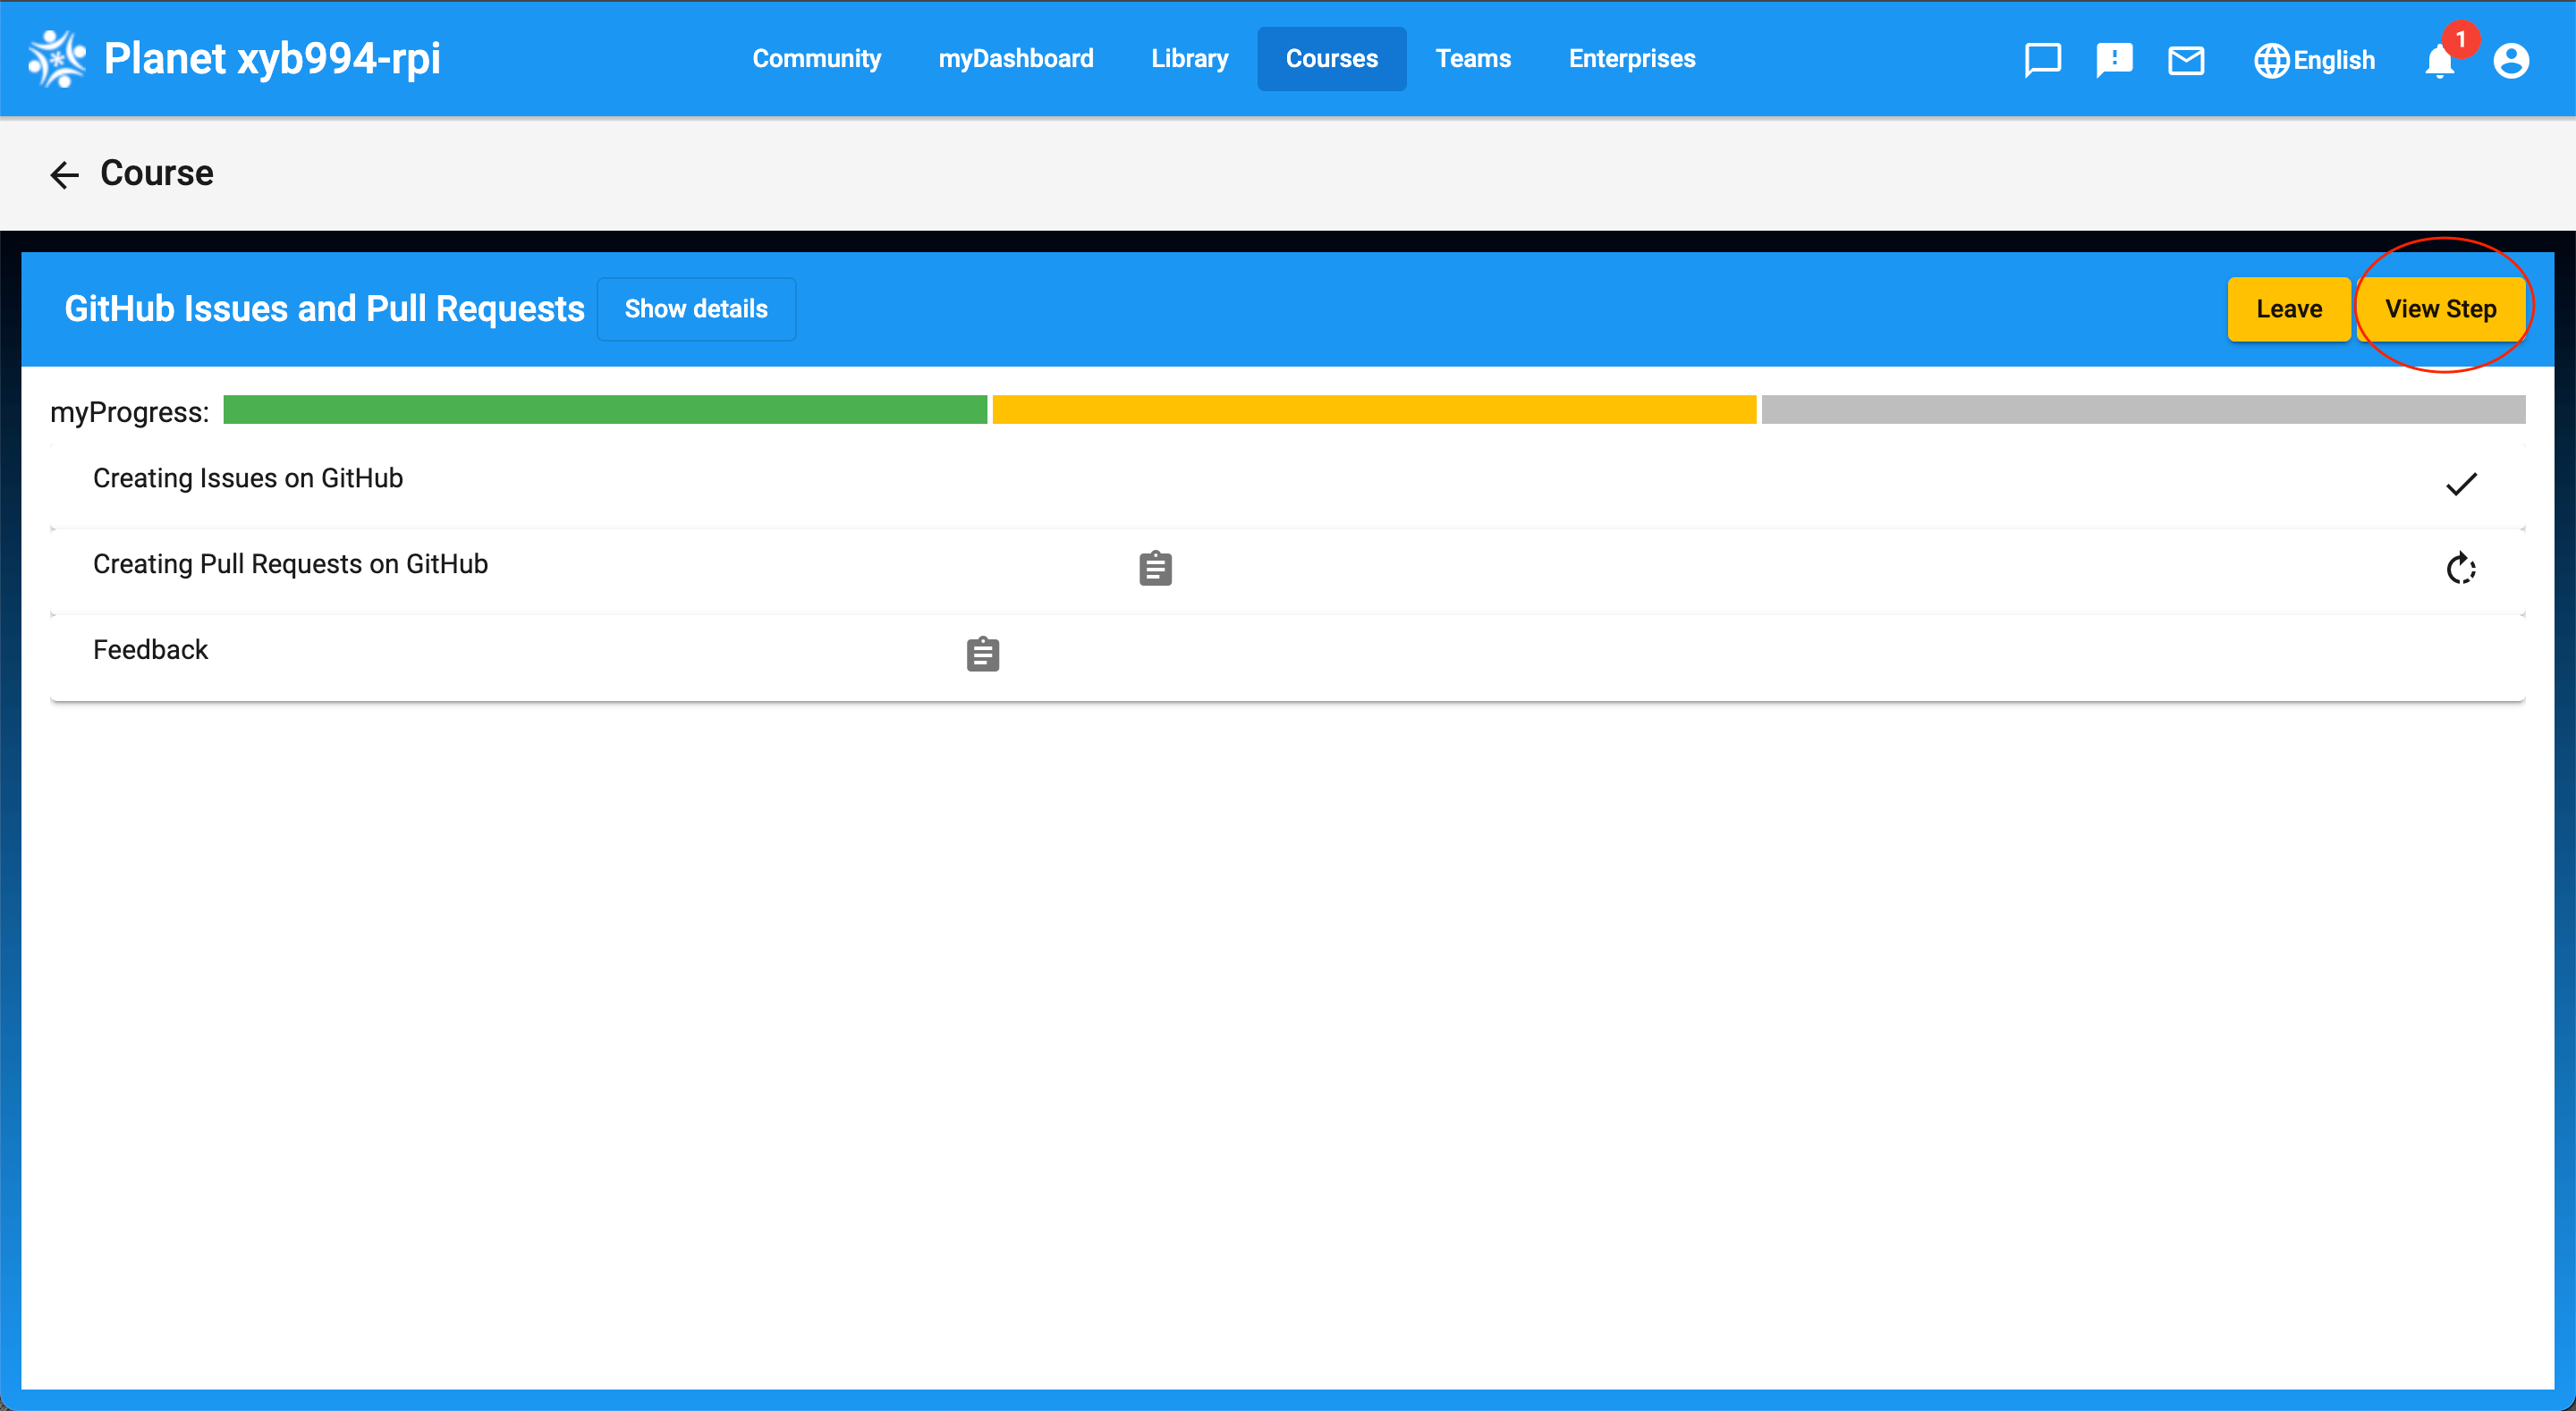 Planet xyb994-rpi
Community myDashboard Library Courses Teams Enterprises
English
1
Course
GitHub Issues and Pull Requests Show details Leave View Step
myProgress:
Creating Issues on GitHub
Creating Pull Requests on GitHub
Feedback